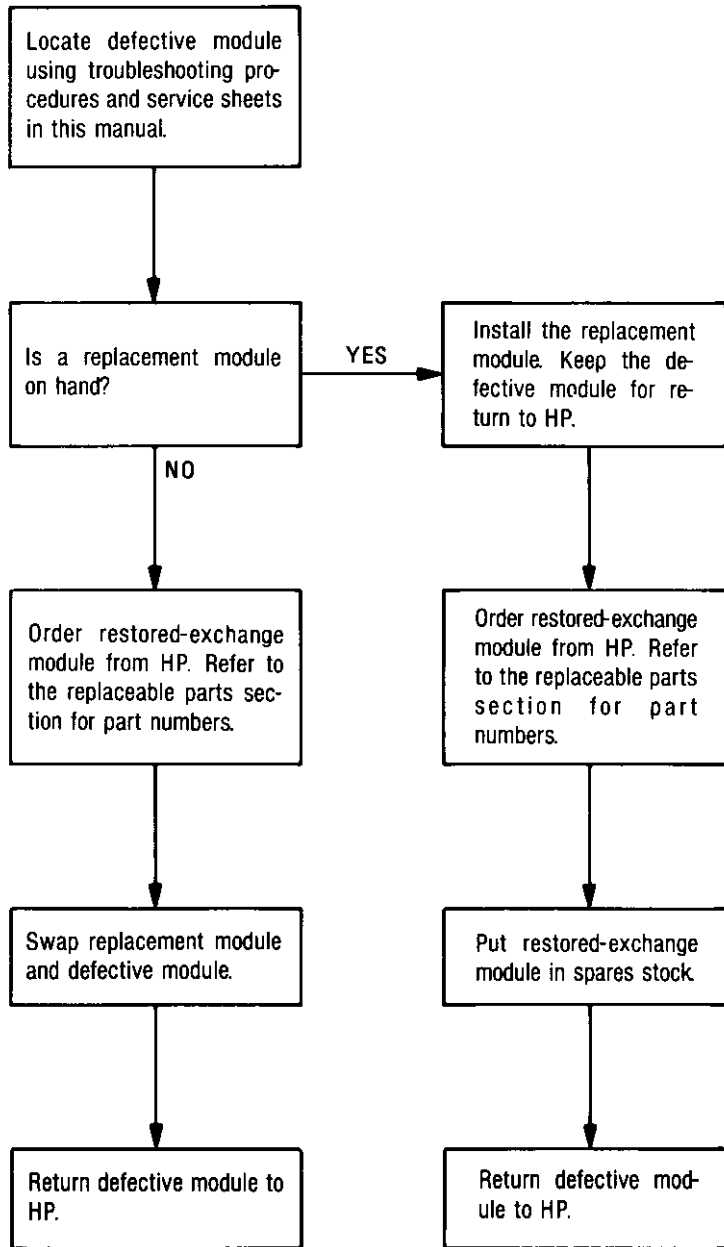 Locate defective module
using troubleshooting pro-
cedures and service sheets
in this manual.
Is a replacement module
on hand?
YES
Install the replacement
module. Keep the de-
fective module for re-
turn to HP.
NO
Order restored-exchange
module from HP. Refer to
the replaceable parts sec-
tion for part numbers.
Order restored-exchange
module from HP. Refer
to the replaceable parts
section for part
numbers.
Swap replacement module
and defective module.
Put restored-exchange
module in spares stock.
Return defective module to
HP.
Return defective mod-
ule to HP.